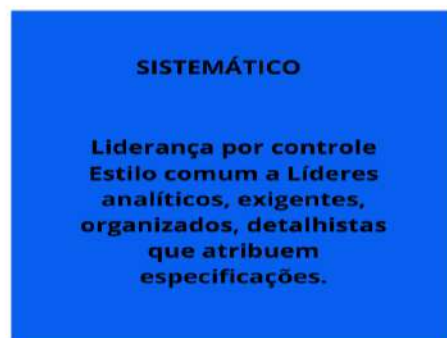 SISTEMÁTICO
Liderança por controle
Estilo comum a Líderes
analíticos, exigentes,
organizados, detalhistas
que atribuem
especificações.